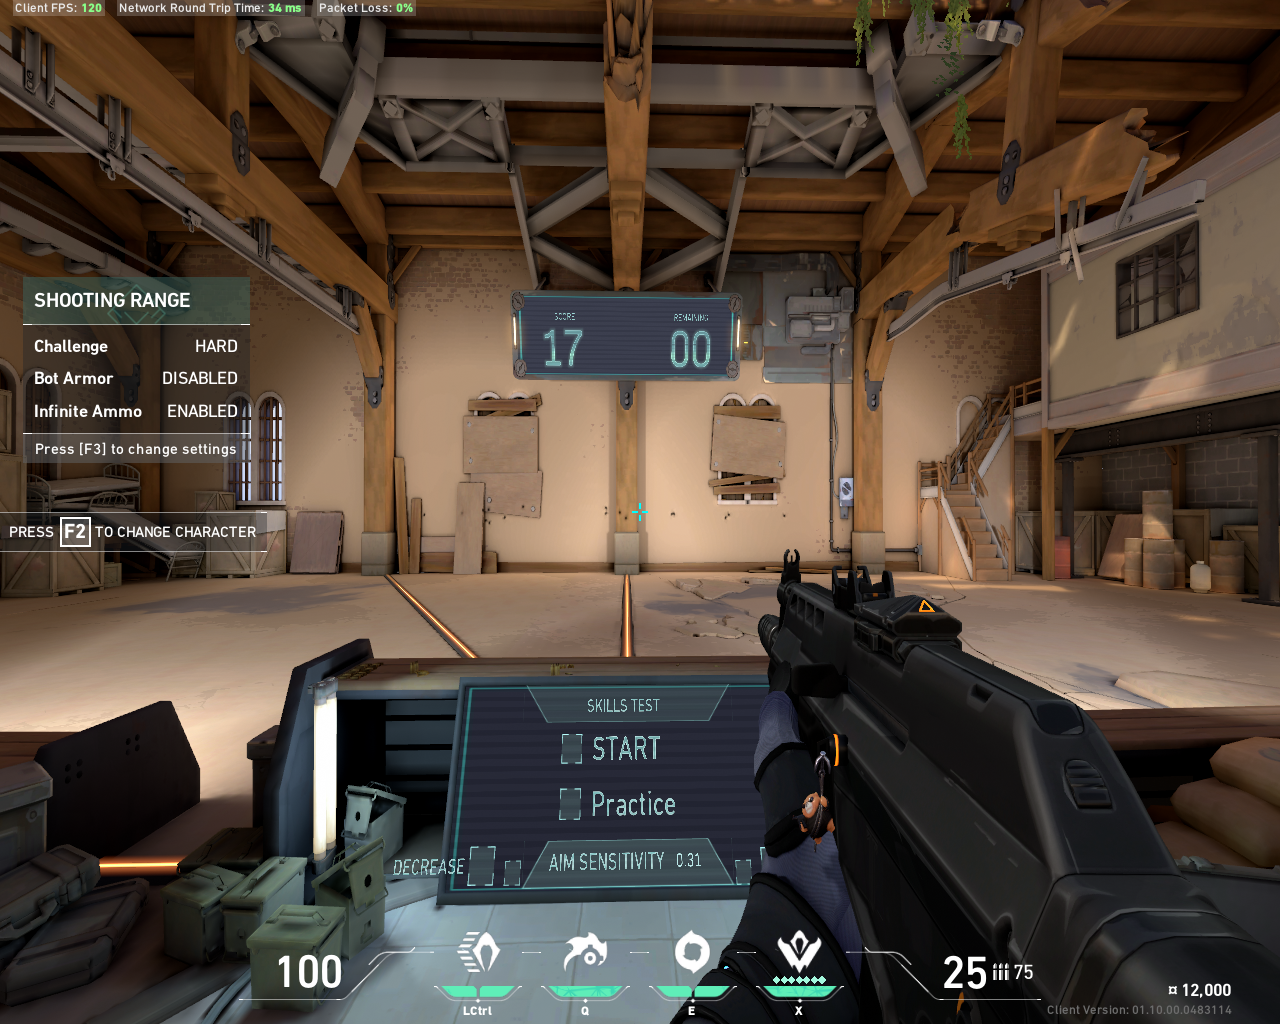 Client FPS: 120 Network Round Trip Time: 34 ms Packet Loss: 0%
SCORE REMAINING
17 00
SHOOTING RANGE
Challenge HARD
Bot Armor DISABLED
Infinite Ammo ENABLED
Press [F3] to change settings
PRESS F2 TO CHANGE CHARACTER
SKILLS TEST
START
Practice
DECREASE AIM SENSITIVITY 0.31
100
25 75
LCtrl Q E X
¤ 12,000
Client Version: 01.10.00.0483114